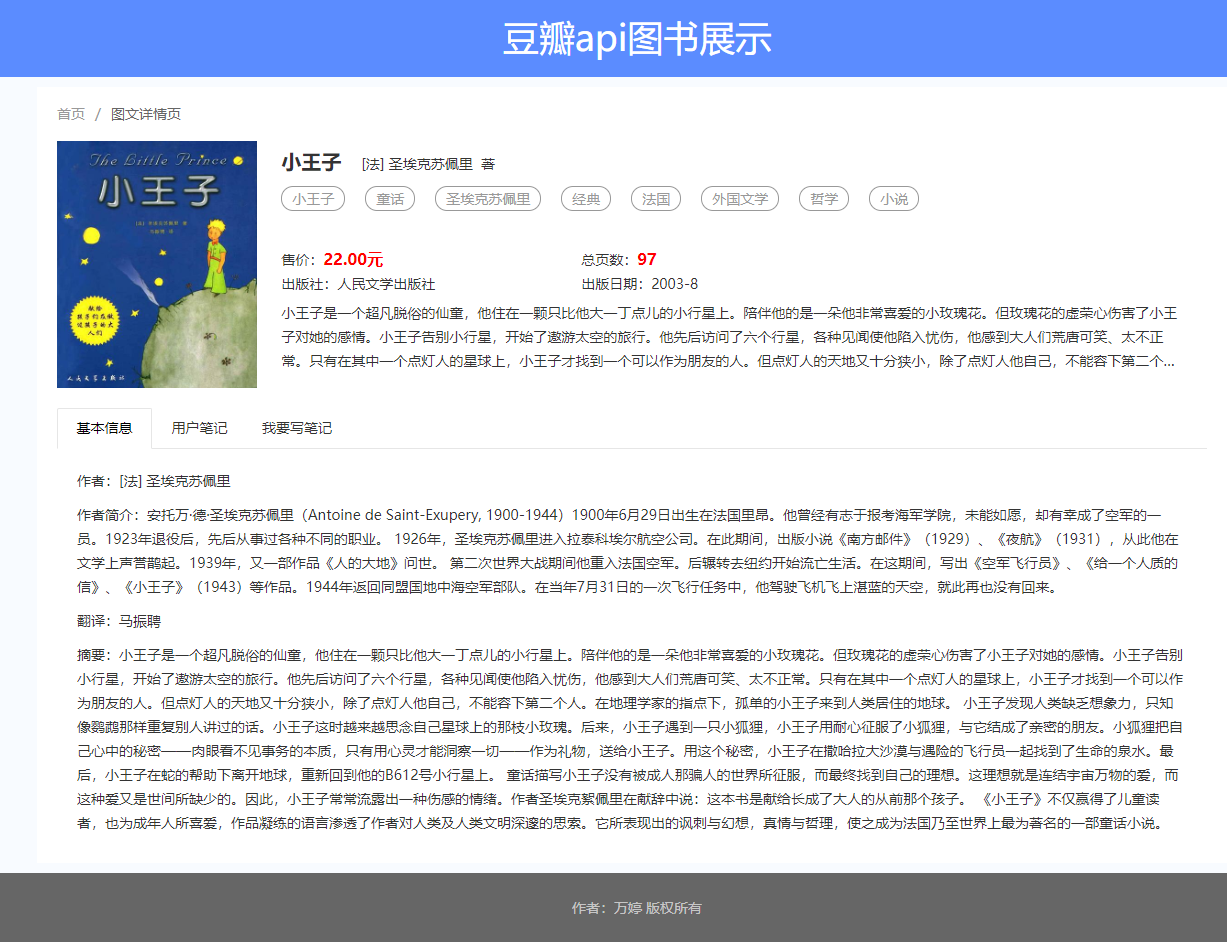 豆瓣api图书展示
首页 / 图文详情页
The Little Prince
小王子
献给
孩子们再献
给孩子的大
人们
人民文学出版社
小王子 [法] 圣埃克苏佩里 著
小王子 童话 圣埃克苏佩里 经典 法国 外国文学 哲学 小说
售价：22.00元 总页数：97
出版社：人民文学出版社 出版日期：2003-8
小王子是一个超凡脱俗的仙童，他住在一颗只比他大一丁点儿的小行星上。陪伴他的是一朵他非常喜爱的小玫瑰花。但玫瑰花的虚荣心伤害了小王
子对她的感情。小王子告别小行星，开始了遨游太空的旅行。他先后访问了六个行星，各种见闻使他陷入忧伤，他感到大人们荒唐可笑、太不正
常。只有在其中一个点灯人的星球上，小王子才找到一个可以作为朋友的人。但点灯人的天地又十分狭小，除了点灯人他自己，不能容下第二个...
基本信息 用户笔记 我要写笔记
作者：[法] 圣埃克苏佩里
作者简介：安托万·德·圣埃克苏佩里（Antoine de Saint-Exupery, 1900-1944）1900年6月29日出生在法国里昂。他曾经有志于报考海军学院，未能如愿，却有幸成了空军的一
员。1923年退役后，先后从事过各种不同的职业。 1926年，圣埃克苏佩里进入拉泰科埃尔航空公司。在此期间，出版小说《南方邮件》（1929）、《夜航》（1931），从此他在
文学上声誉鹊起。1939年，又一部作品《人的大地》问世。 第二次世界大战期间他重入法国空军。后辗转去纽约开始流亡生活。在这期间，写出《空军飞行员》、《给一个人质的
信》、《小王子》（1943）等作品。1944年返回同盟国地中海空军部队。在当年7月31日的一次飞行任务中，他驾驶飞机飞上湛蓝的天空，就此再也没有回来。
翻译：马振聘
摘要：小王子是一个超凡脱俗的仙童，他住在一颗只比他大一丁点儿的小行星上。陪伴他的是一朵他非常喜爱的小玫瑰花。但玫瑰花的虚荣心伤害了小王子对她的感情。小王子告别
小行星，开始了遨游太空的旅行。他先后访问了六个行星，各种见闻使他陷入忧伤，他感到大人们荒唐可笑、太不正常。只有在其中一个点灯人的星球上，小王子才找到一个可以作
为朋友的人。但点灯人的天地又十分狭小，除了点灯人他自己，不能容下第二个人。在地理学家的指点下，孤单的小王子来到人类居住的地球。 小王子发现人类缺乏想象力，只知
像鹦鹉那样重复别人讲过的话。小王子这时越来越思念自己星球上的那枝小玫瑰。后来，小王子遇到一只小狐狸，小王子用耐心征服了小狐狸，与它结成了亲密的朋友。小狐狸把自
己心中的秘密——肉眼看不见事务的本质，只有用心灵才能洞察一切——作为礼物，送给小王子。用这个秘密，小王子在撒哈拉大沙漠与遇险的飞行员一起找到了生命的泉水。最
后，小王子在蛇的帮助下离开地球，重新回到他的B612号小行星上。 童话描写小王子没有被成人那骗人的世界所征服，而最终找到自己的理想。这理想就是连结宇宙万物的爱，而
这种爱又是世间所缺少的。因此，小王子常常流露出一种伤感的情绪。作者圣埃克絮佩里在献辞中说：这本书是献给长成了大人的从前那个孩子。 《小王子》不仅赢得了儿童读
者，也为成年人所喜爱，作品凝练的语言渗透了作者对人类及人类文明深邃的思索。它所表现出的讽刺与幻想，真情与哲理，使之成为法国乃至世界上最为著名的一部童话小说。
作者：万婷 版权所有